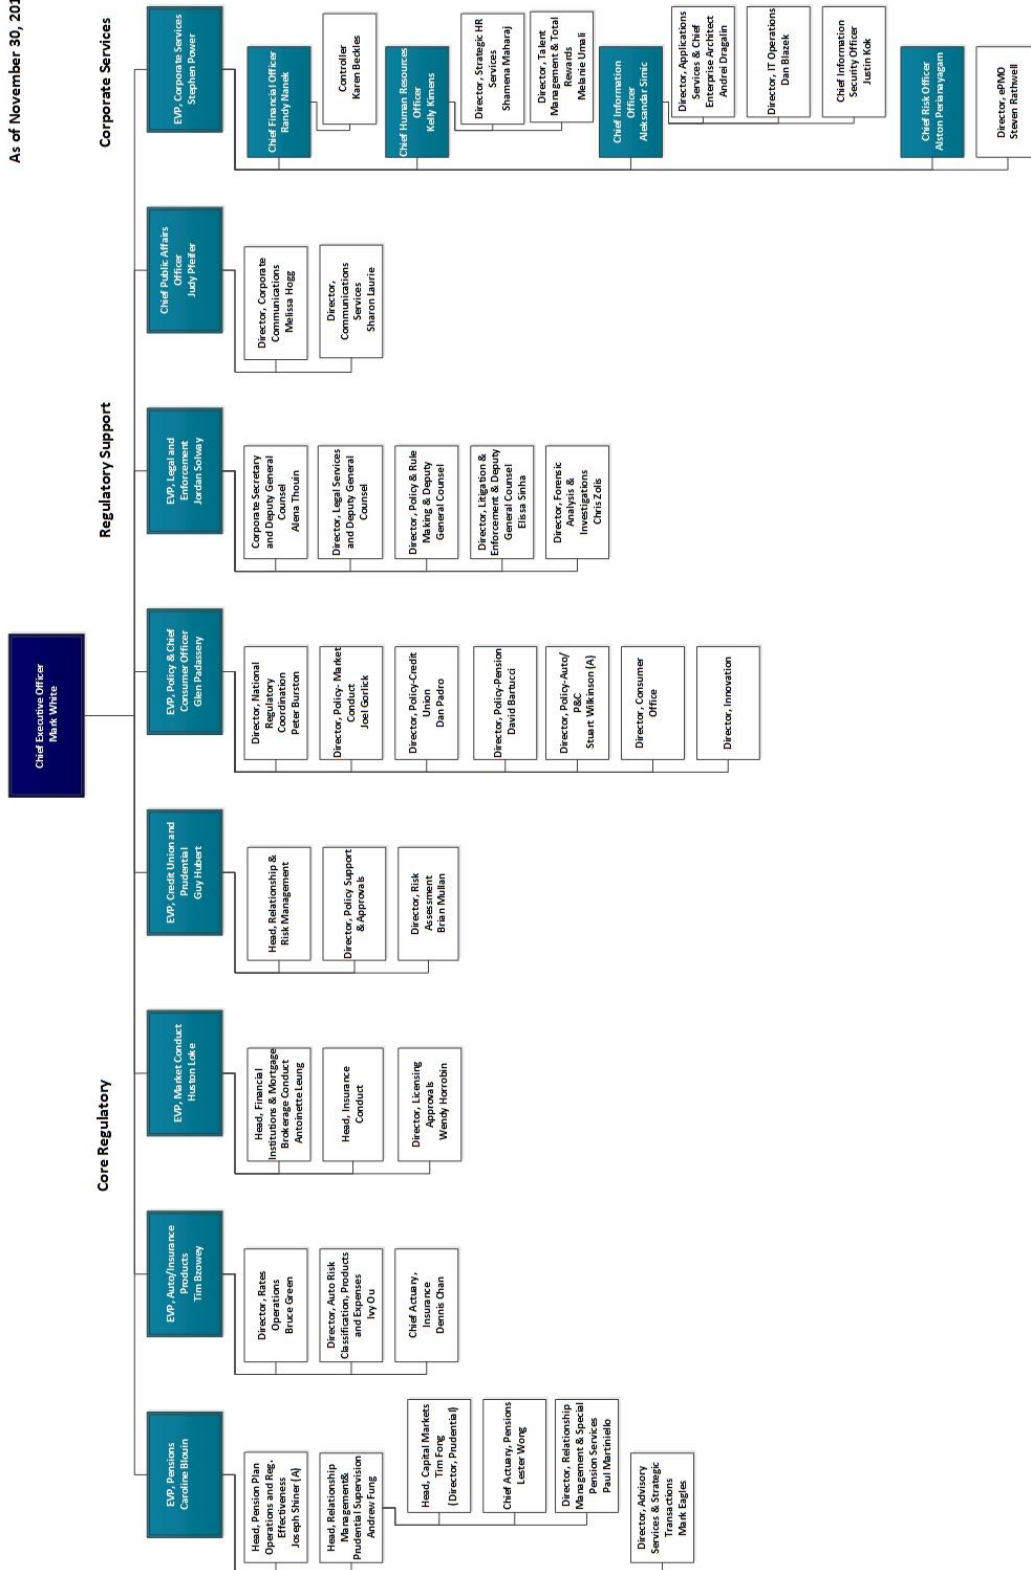 As of November 30, 201
Chief Executive Officer
Mark White
Core Regulatory
Regulatory Support
Corporate Services
EVP, Pensions
Caroline Blouin
Head, Pension Plan
Operations and Reg.
Effectiveness
Joseph Shiner (A)
Head, Relationship
Management&
Prudential Supervision
Andrew Fung
Head, Capital Markets
Tim Fong
(Director, Prudential)
Chief Actuary, Pensions
Lester Wong
Director, Relationship
Management & Special
Pension Services
Paul Martiniello
Director, Advisory
Services & Strategic
Transactions
Mark Eagles
EVP, Auto/Insurance
Products
Tim Bzowey
Director, Rates
Operations
Bruce Green
Director, Auto Risk
Classification, Products
and Expenses
Ivy Ou
Chief Actuary,
Insurance
Dennis Chan
EVP, Market Conduct
Huston Loke
Head, Financial
Institutions & Mortgage
Brokerage Conduct
Antoinette Leung
Head, Insurance
Conduct
Director, Licensing
Approvals
Wendy Horrobin
EVP, Credit Union and
Prudential
Guy Hubert
Head, Relationship &
Risk Management
Director, Policy Support
& Approvals
Director, Risk
Assessment
Brian Mullan
EVP, Policy & Chief
Consumer Officer
Glen Padassery
Director, National
Regulatory
Coordination
Peter Burston
Director, Policy- Market
Conduct
Joel Gorlick
Director, Policy-Credit
Union
Dan Padro
Director, Policy-Pension
David Bartucci
Director, Policy-Auto/
P&C
Stuart Wilkinson (A)
Director, Consumer
Office
Director, Innovation
EVP, Legal and
Enforcement
Jordan Solway
Corporate Secretary
and Deputy General
Counsel
Alena Thouin
Director, Legal Services
and Deputy General
Counsel
Director, Policy & Rule
Making & Deputy
General Counsel
Director, Litigation &
Enforcement & Deputy
General Counsel
Elissa Sinha
Director, Forensic
Analysis &
Investigations
Chris Zolis
Chief Public Affairs
Officer
Judy Pfeifer
Director, Corporate
Communications
Melissa Hogg
Director,
Communications
Services
Sharon Laurie
EVP, Corporate Services
Stephen Power
Chief Financial Officer
Randy Nanek
Controller
Karen Beckles
Chief Human Resources
Officer
Kelly Kimens
Director, Strategic HR
Services
Shamena Maharaj
Director, Talent
Management & Total
Rewards
Melanie Umali
Chief Information
Officer
Aleksandar Simic
Director, Applications
Services & Chief
Enterprise Architect
Andrei Dragalin
Director, IT Operations
Dan Blazek
Chief Information
Security Officer
Justin Kok
Chief Risk Officer
Alston Perianayagam
Director, ePMO
Steven Rathwell